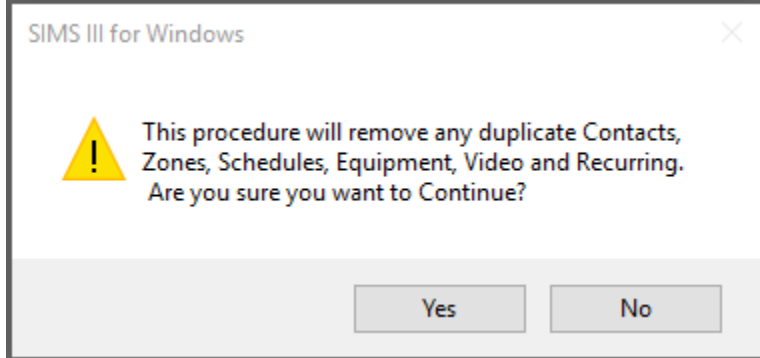 SIMS III for Windows
This procedure will remove any duplicate Contacts,
Zones, Schedules, Equipment, Video and Recurring.
Are you sure you want to Continue?
Yes
No